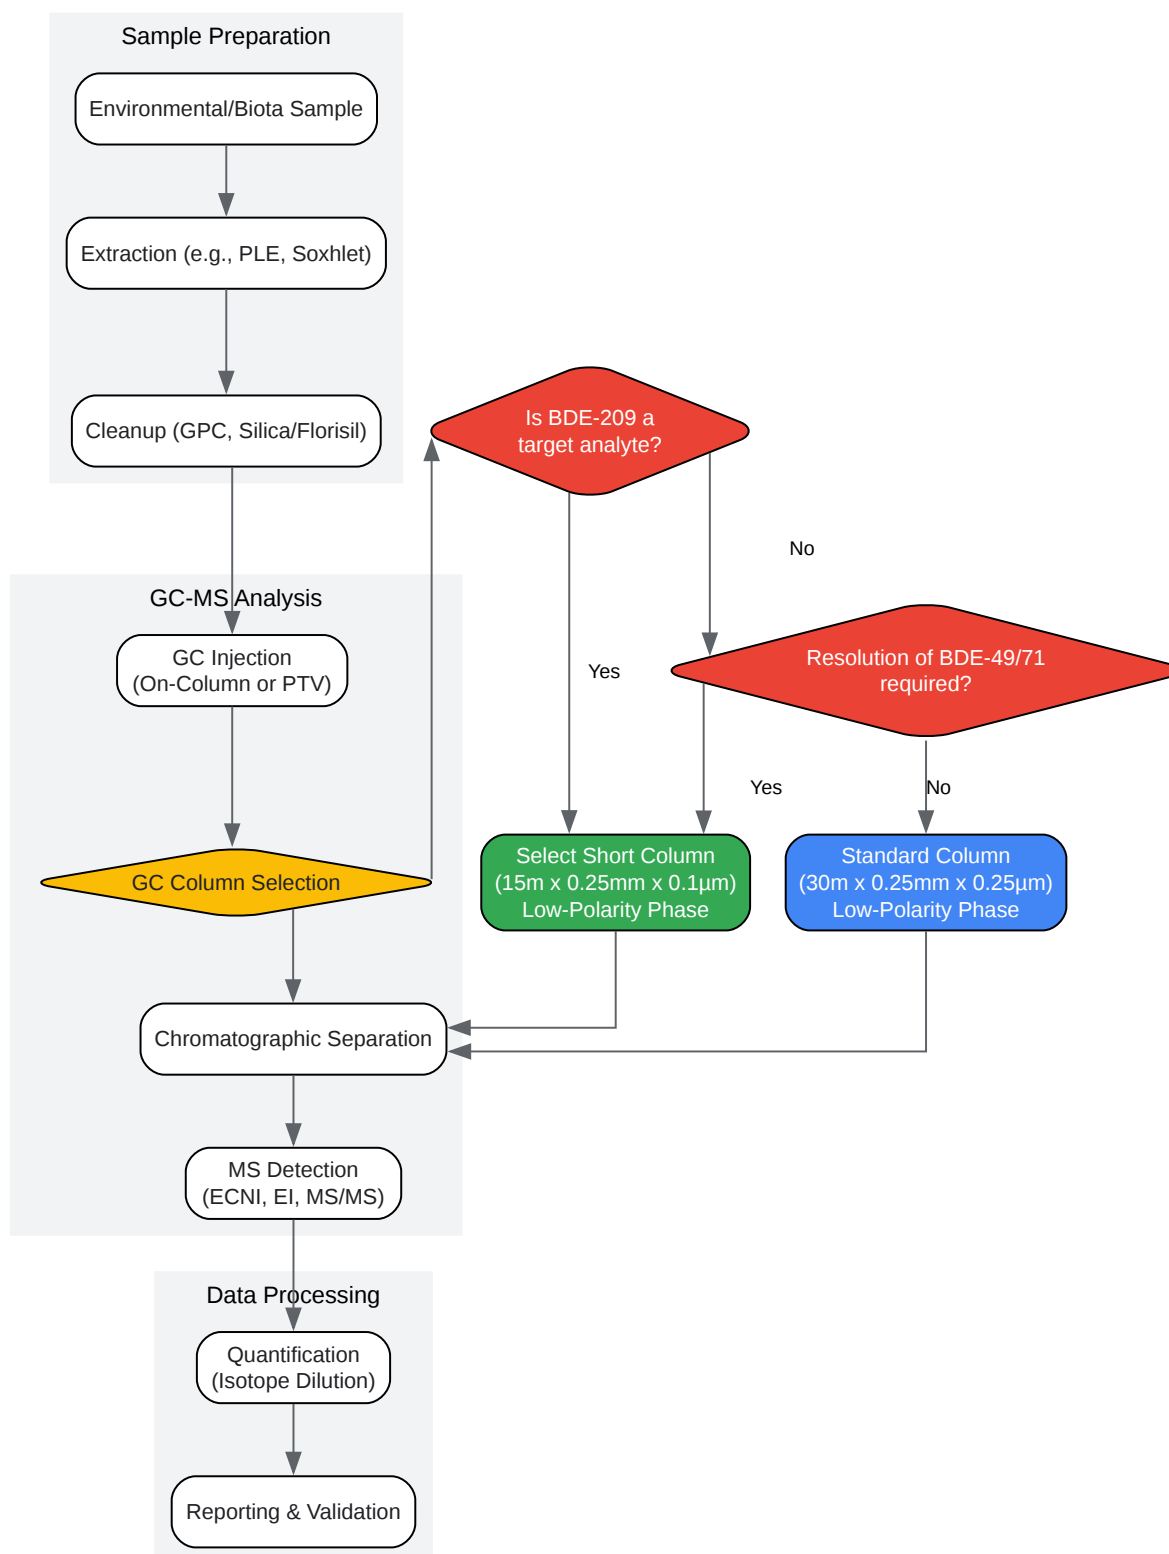 Sample Preparation
Environmental/Biota Sample
Extraction (e.g., PLE, Soxhlet)
Cleanup (GPC, Silica/Florisil)
Is BDE-209 a
target analyte?
No
Yes
GC-MS Analysis
GC Injection
(On-Column or PTV)
Resolution of BDE-49/71
required?
Yes
No
GC Column Selection
Select Short Column
(15m x 0.25mm x 0.1µm)
Low-Polarity Phase
Standard Column
(30m x 0.25mm x 0.25µm)
Low-Polarity Phase
Chromatographic Separation
MS Detection
(ECNI, EI, MS/MS)
Data Processing
Quantification
(Isotope Dilution)
Reporting & Validation